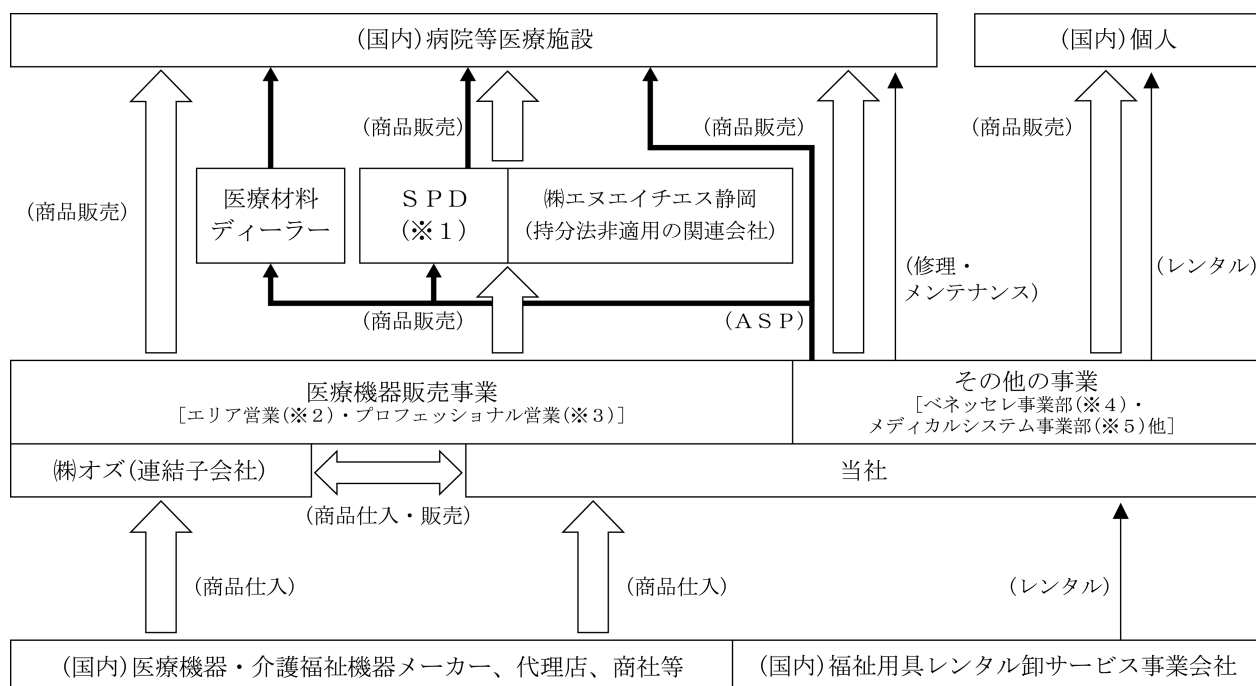 (国内)病院等医療施設
(国内)個人
(商品販売)
(商品販売)
(商品販売)
医療材料
ディーラー
ＳＰＤ
(※１)
㈱エヌエイチエス静岡
(持分法非適用の関連会社)
(商品販売)
(修理・
メンテナンス)
(レンタル)
(商品販売)
(ＡＳＰ)
医療機器販売事業
[エリア営業(※２)・プロフェッショナル営業(※３)]
その他の事業
[ベネッセレ事業部(※４)・
メディカルシステム事業部(※５)他]
㈱オズ(連結子会社)
当社
(商品仕入・販売)
(商品仕入)
(商品仕入)
(レンタル)
(国内)医療機器・介護福祉機器メーカー、代理店、商社等
(国内)福祉用具レンタル卸サービス事業会社